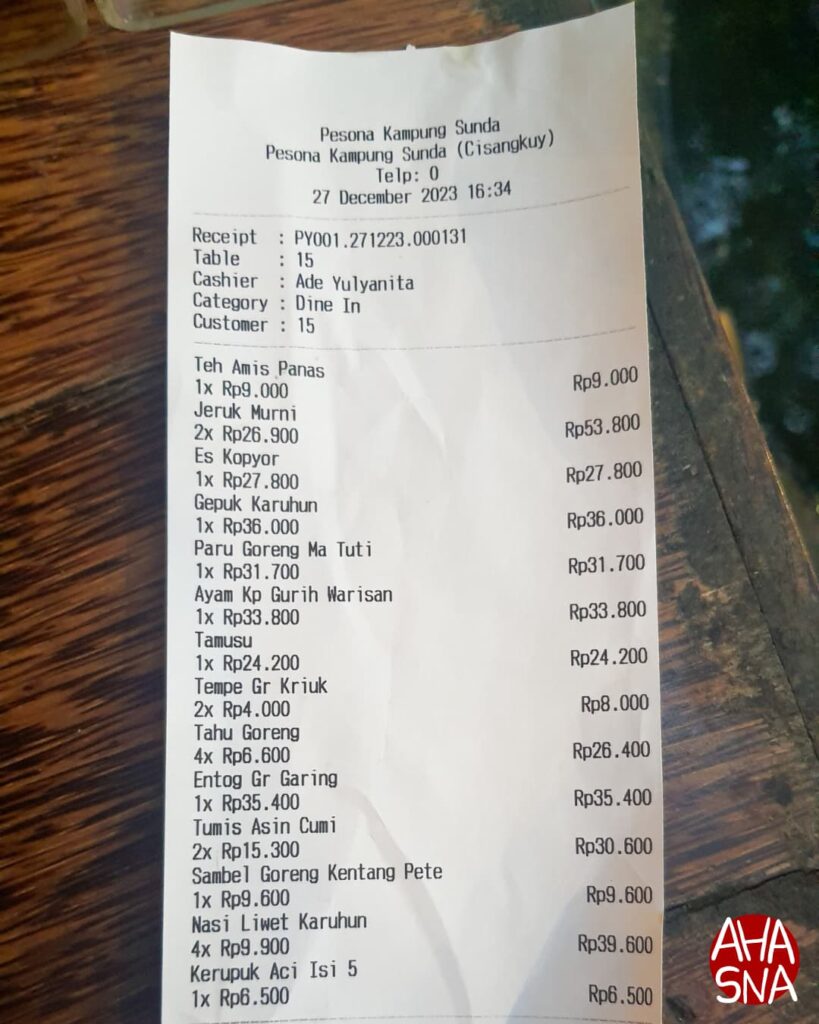 Pesona Kampung Sunda
Pesona Kampung Sunda (Cisangkuy)
Telp: 0
27 December 2023 16:34
Receipt : PY001.271223.000131
Table : 15
Cashier : Ade Yulyanita
Category : Dine In
Customer : 15
Teh Amis Panas
1x Rp9.000 Rp9.000
Jeruk Murni
2x Rp26.900 Rp53.800
Es Kopyor
1x Rp27.800 Rp27.800
Gepuk Karuhun
1x Rp36.000 Rp36.000
Paru Goreng Ma Tuti
1x Rp31.700 Rp31.700
Ayam Kp Gurih Warisan
1x Rp33.800 Rp33.800
Tamusu
1x Rp24.200 Rp24.200
Tempe Gr Kriuk
2x Rp4.000 Rp8.000
Tahu Goreng
4x Rp6.600 Rp26.400
Entog Gr Garing
1x Rp35.400 Rp35.400
Tumis Asin Cumi
2x Rp15.300 Rp30.600
Sambel Goreng Kentang Pete
1x Rp9.600 Rp9.600
Nasi Liwet Karuhun
4x Rp9.900 Rp39.600
Kerupuk Aci Isi 5
1x Rp6.500 Rp6.500
AHA
SNA